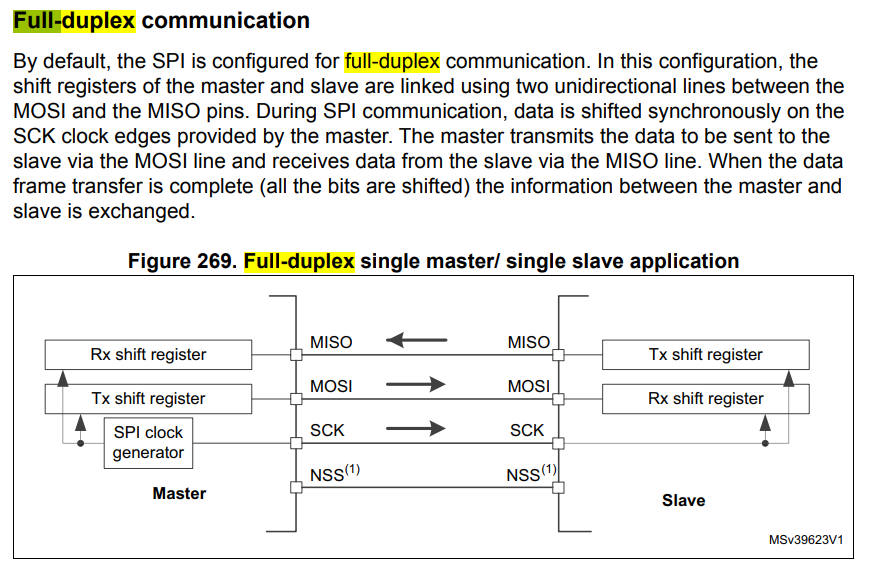 Full-duplex communication
By default, the SPI is configured for full-duplex communication. In this configuration, the
shift registers of the master and slave are linked using two unidirectional lines between the
MOSI and the MISO pins. During SPI communication, data is shifted synchronously on the
SCK clock edges provided by the master. The master transmits the data to be sent to the
slave via the MOSI line and receives data from the slave via the MISO line. When the data
frame transfer is complete (all the bits are shifted) the information between the master and
slave is exchanged.
Figure 269. Full-duplex single master/ single slave application
MISO MISO
Rx shift register Tx shift register
MOSI MOSI
Tx shift register Rx shift register
SCK SCK
SPI clock
generator
NSS(1) NSS(1)
Master Slave
MSv39623V1